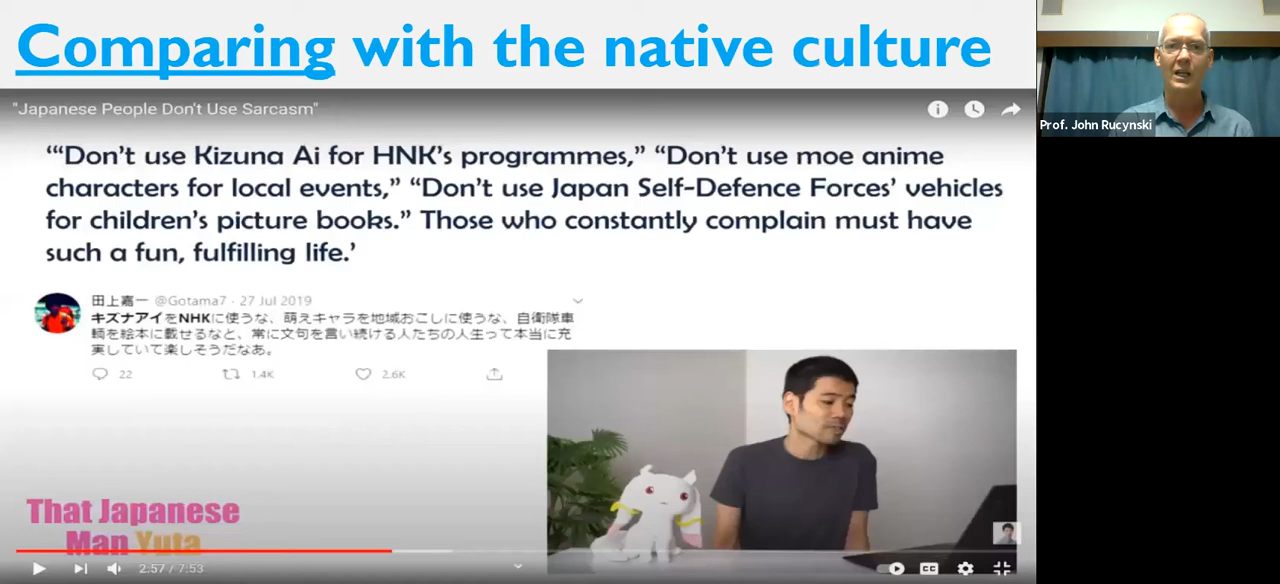 Comparing with the native culture
Prof. John Rucynski
"Japanese People Don't Use Sarcasm"
‘“Don’t use Kizuna Ai for HNK’s programmes,” “Don’t use moe anime
characters for local events,” “Don’t use Japan Self-Defence Forces’ vehicles
for children’s picture books.” Those who constantly complain must have
such a fun, fulfilling life.’
田上嘉一 @Gotama7 · 27 Jul 2019
キズナアイをNHKに使うな、萌えキャラを地域おこしに使うな、自衛隊車
輌を絵本に載せるなと、常に文句を言い続ける人たちの人生って本当に充
実していて楽しそうだなあ。
22 1.4K 2.6K
That Japanese
Man Yuta
2:57 / 7:53
CC